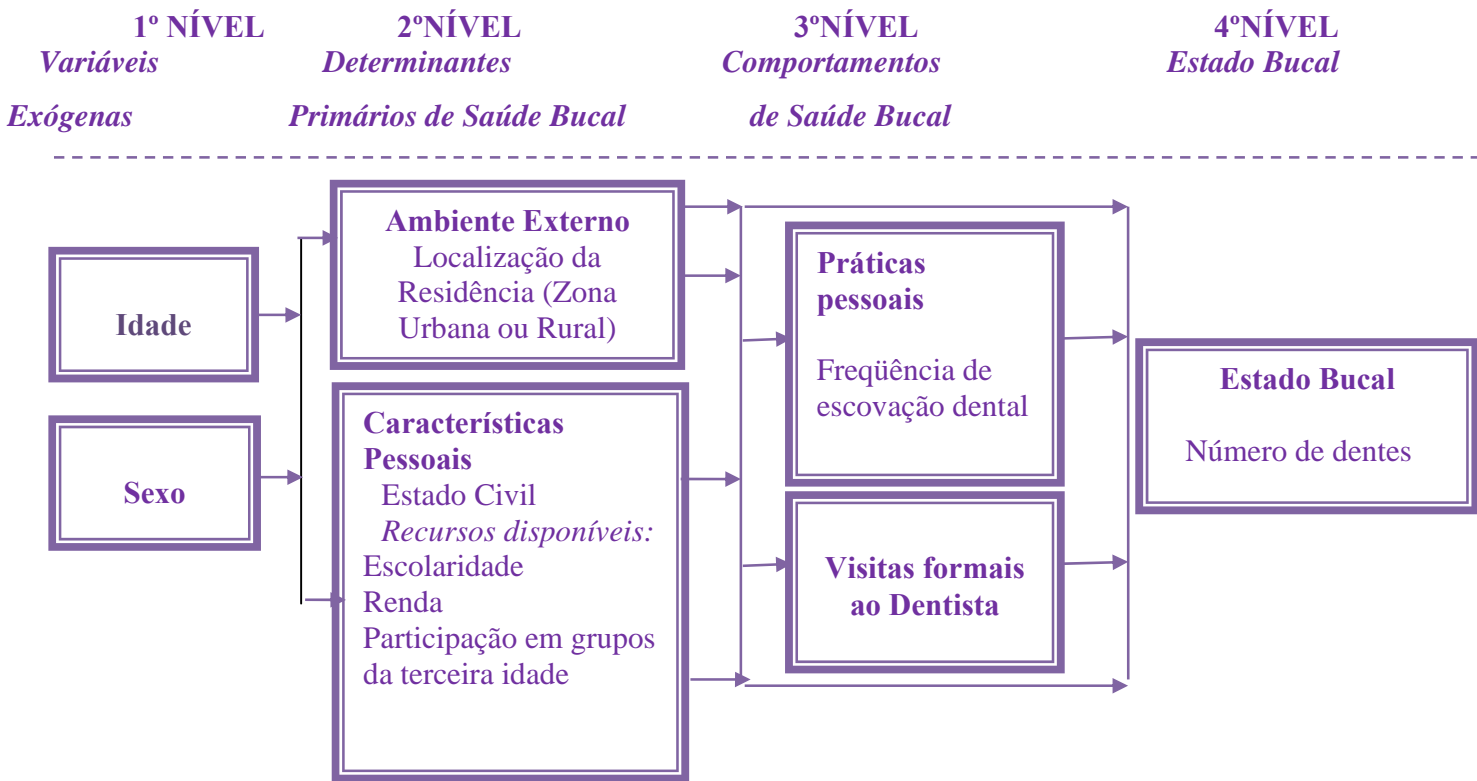 1º NÍVEL
Variáveis
Exógenas
2ºNÍVEL
Determinantes
Primários de Saúde Bucal
3ºNÍVEL
Comportamentos
de Saúde Bucal
4ºNÍVEL
Estado Bucal
Idade
Sexo
Ambiente Externo
Localização da
Residência (Zona
Urbana ou Rural)
Características
Pessoais
Estado Civil
Recursos disponíveis:
Escolaridade
Renda
Participação em grupos
da terceira idade
Práticas
pessoais
Freqüência de
escovação dental
Visitas formais
ao Dentista
Estado Bucal
Número de dentes